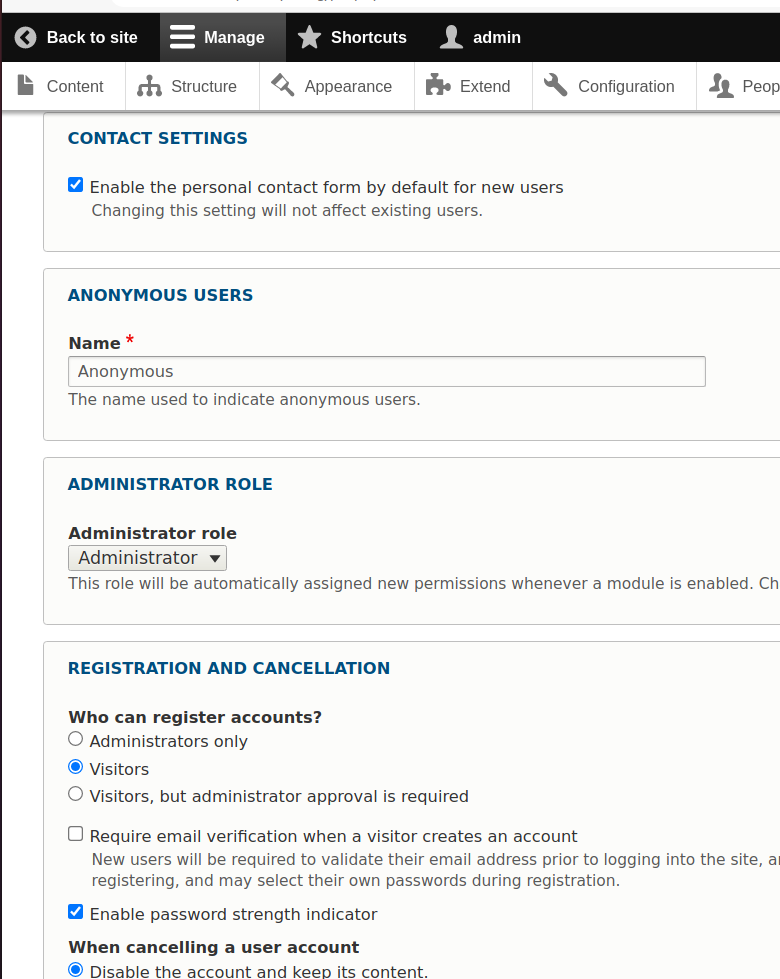 Back to site
Manage
Shortcuts
admin
Content
Structure
Appearance
Extend
Configuration
Peop
CONTACT SETTINGS
Enable the personal contact form by default for new users
Changing this setting will not affect existing users.
ANONYMOUS USERS
Name *
Anonymous
The name used to indicate anonymous users.
ADMINISTRATOR ROLE
Administrator role
Administrator
This role will be automatically assigned new permissions whenever a module is enabled. Ch
REGISTRATION AND CANCELLATION
Who can register accounts?
Administrators only
Visitors
Visitors, but administrator approval is required
Require email verification when a visitor creates an account
New users will be required to validate their email address prior to logging into the site, a
registering, and may select their own passwords during registration.
Enable password strength indicator
When cancelling a user account
Disable the account and keep its content.